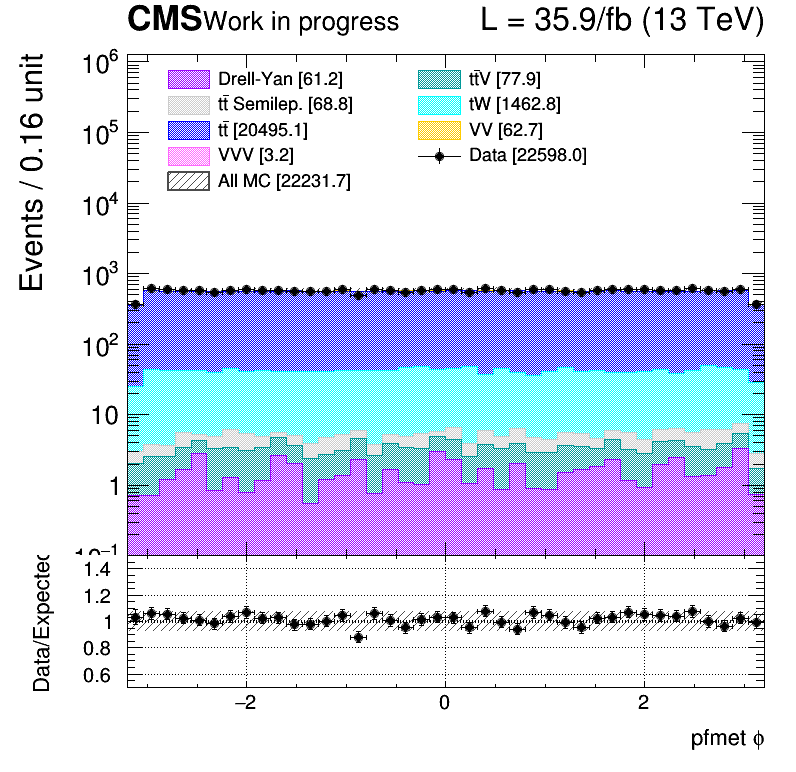 CMS Work in progress L = 35.9/fb (13 TeV)
Events / 0.16 unit
10⁶
10⁵
10⁴
10³
10²
10
1
10⁻¹
Drell-Yan [61.2]
tt̄ Semilep. [68.8]
tt̄ [20495.1]
VVV [3.2]
All MC [22231.7]
tt̄V [77.9]
tW [1462.8]
VV [62.7]
Data [22598.0]
Data/Expected
1.4
1.2
1
0.8
0.6
−2 0 2
pfmet ϕ